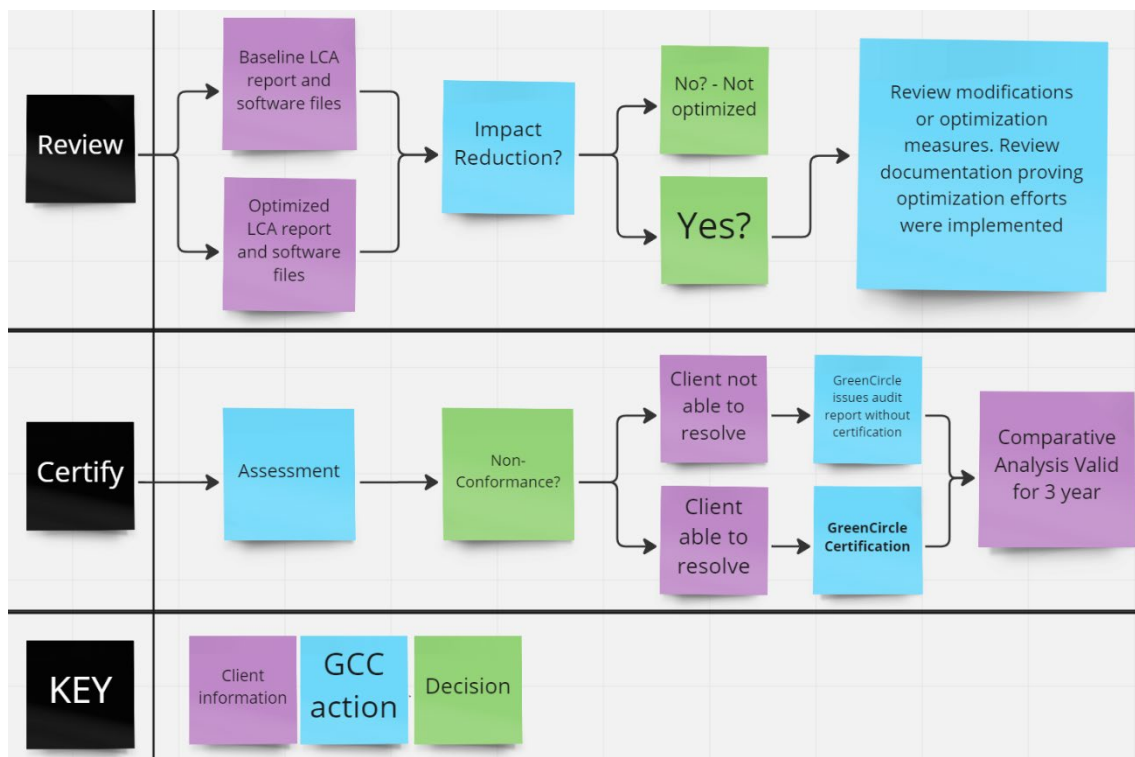 Review
Baseline LCA
report and
software files
Optimized
LCA report
and software
files
Impact
Reduction?
No? - Not
optimized
Yes?
Review modifications
or optimization
measures. Review
documentation proving
optimization efforts
were implemented
Certify
Assessment
Non-
Conformance?
Client not
able to
resolve
GreenCircle
issues audit
report without
certification
Client
able to
resolve
GreenCircle
Certification
Comparative
Analysis Valid
for 3 year
KEY
Client
information
GCC
action
Decision